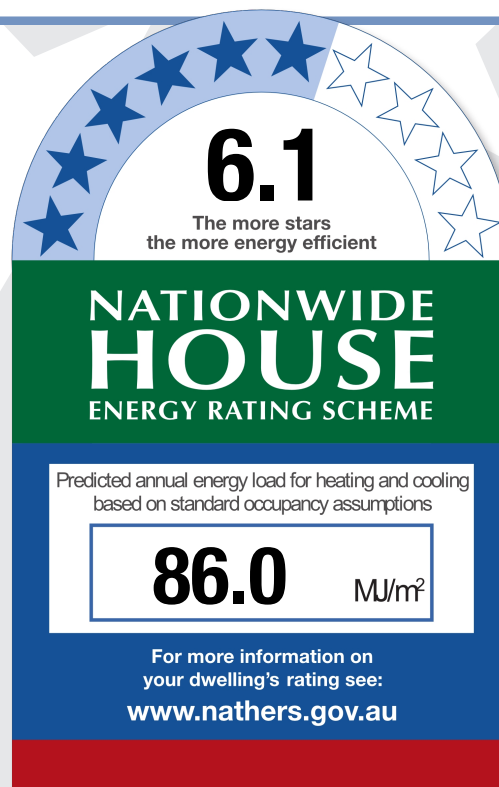 6.1
The more stars
the more energy efficient
NATIONWIDE
HOUSE
ENERGY RATING SCHEME
Predicted annual energy load for heating and cooling
based on standard occupancy assumptions
86.0 MJ/m²
For more information on
your dwelling's rating see:
www.nathers.gov.au